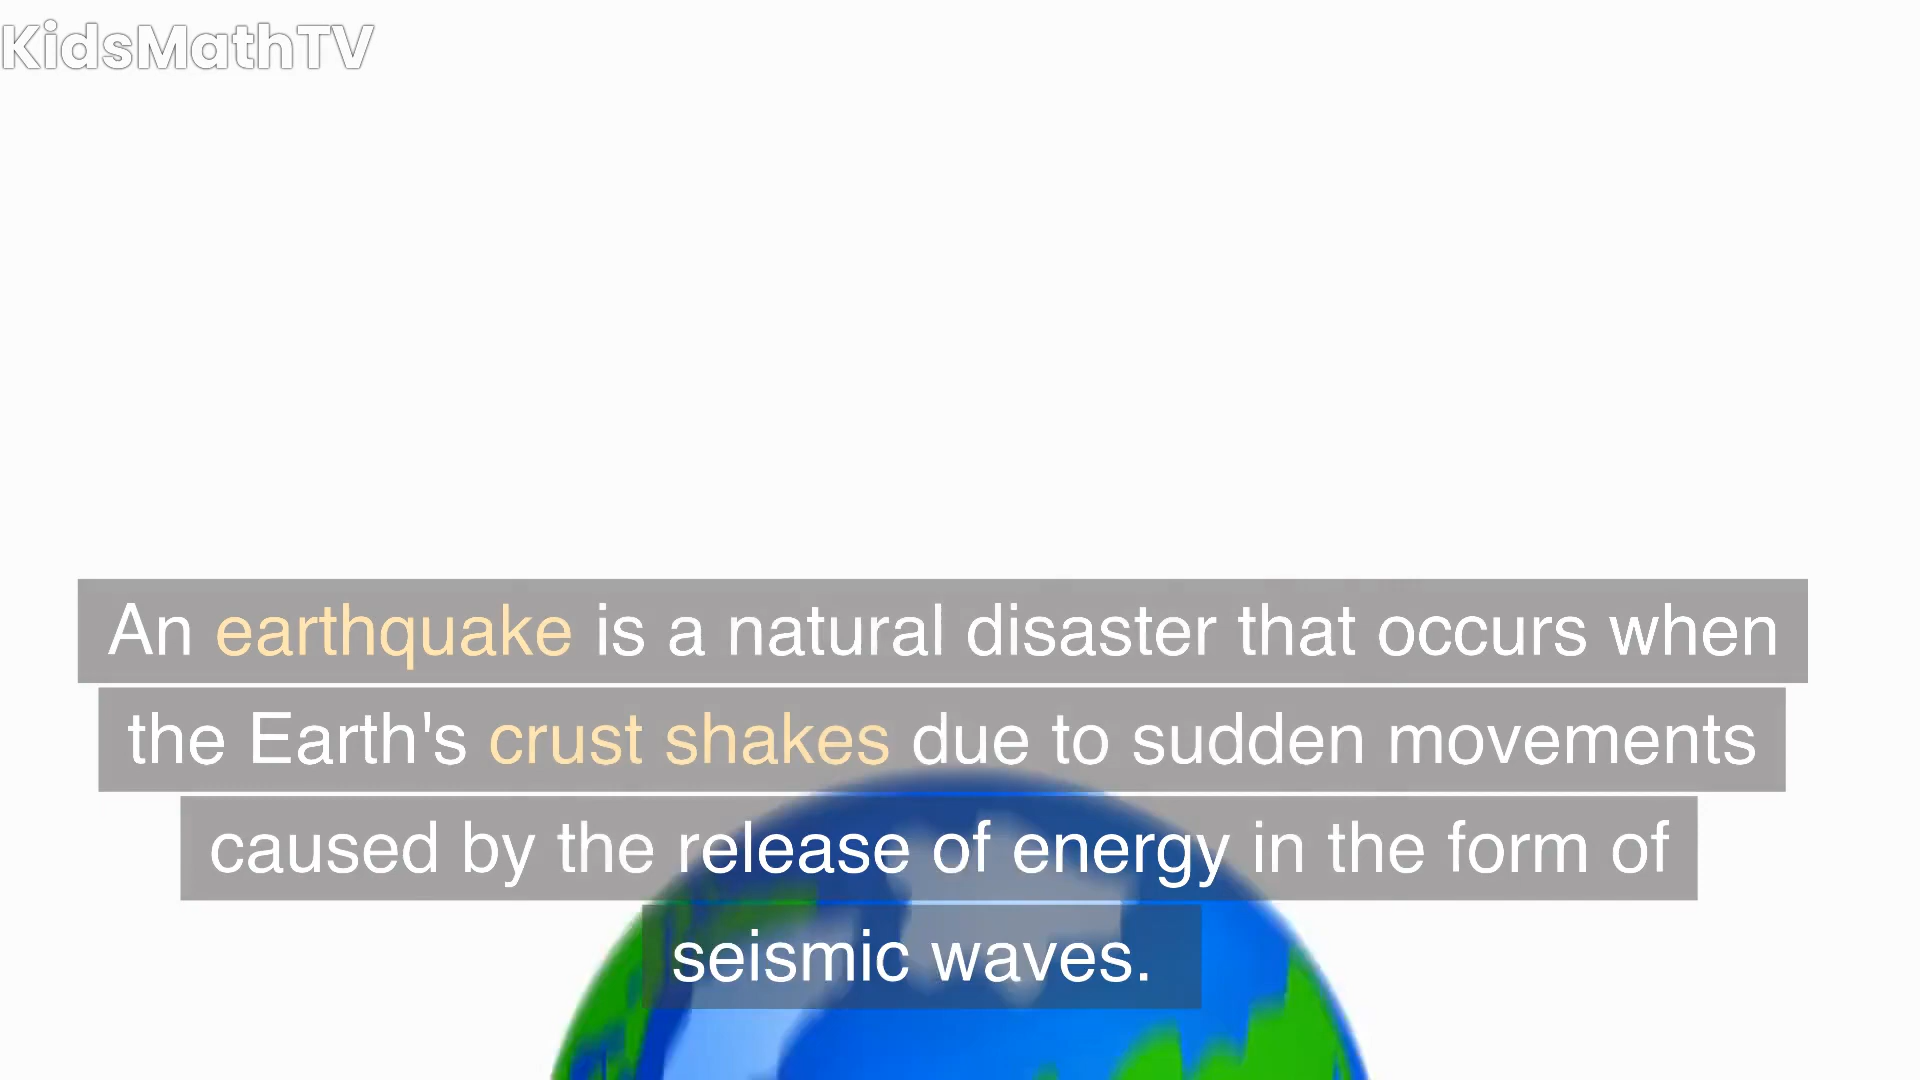 KidsMathTV
An earthquake is a natural disaster that occurs when
the Earth's crust shakes due to sudden movements
caused by the release of energy in the form of
seismic waves.